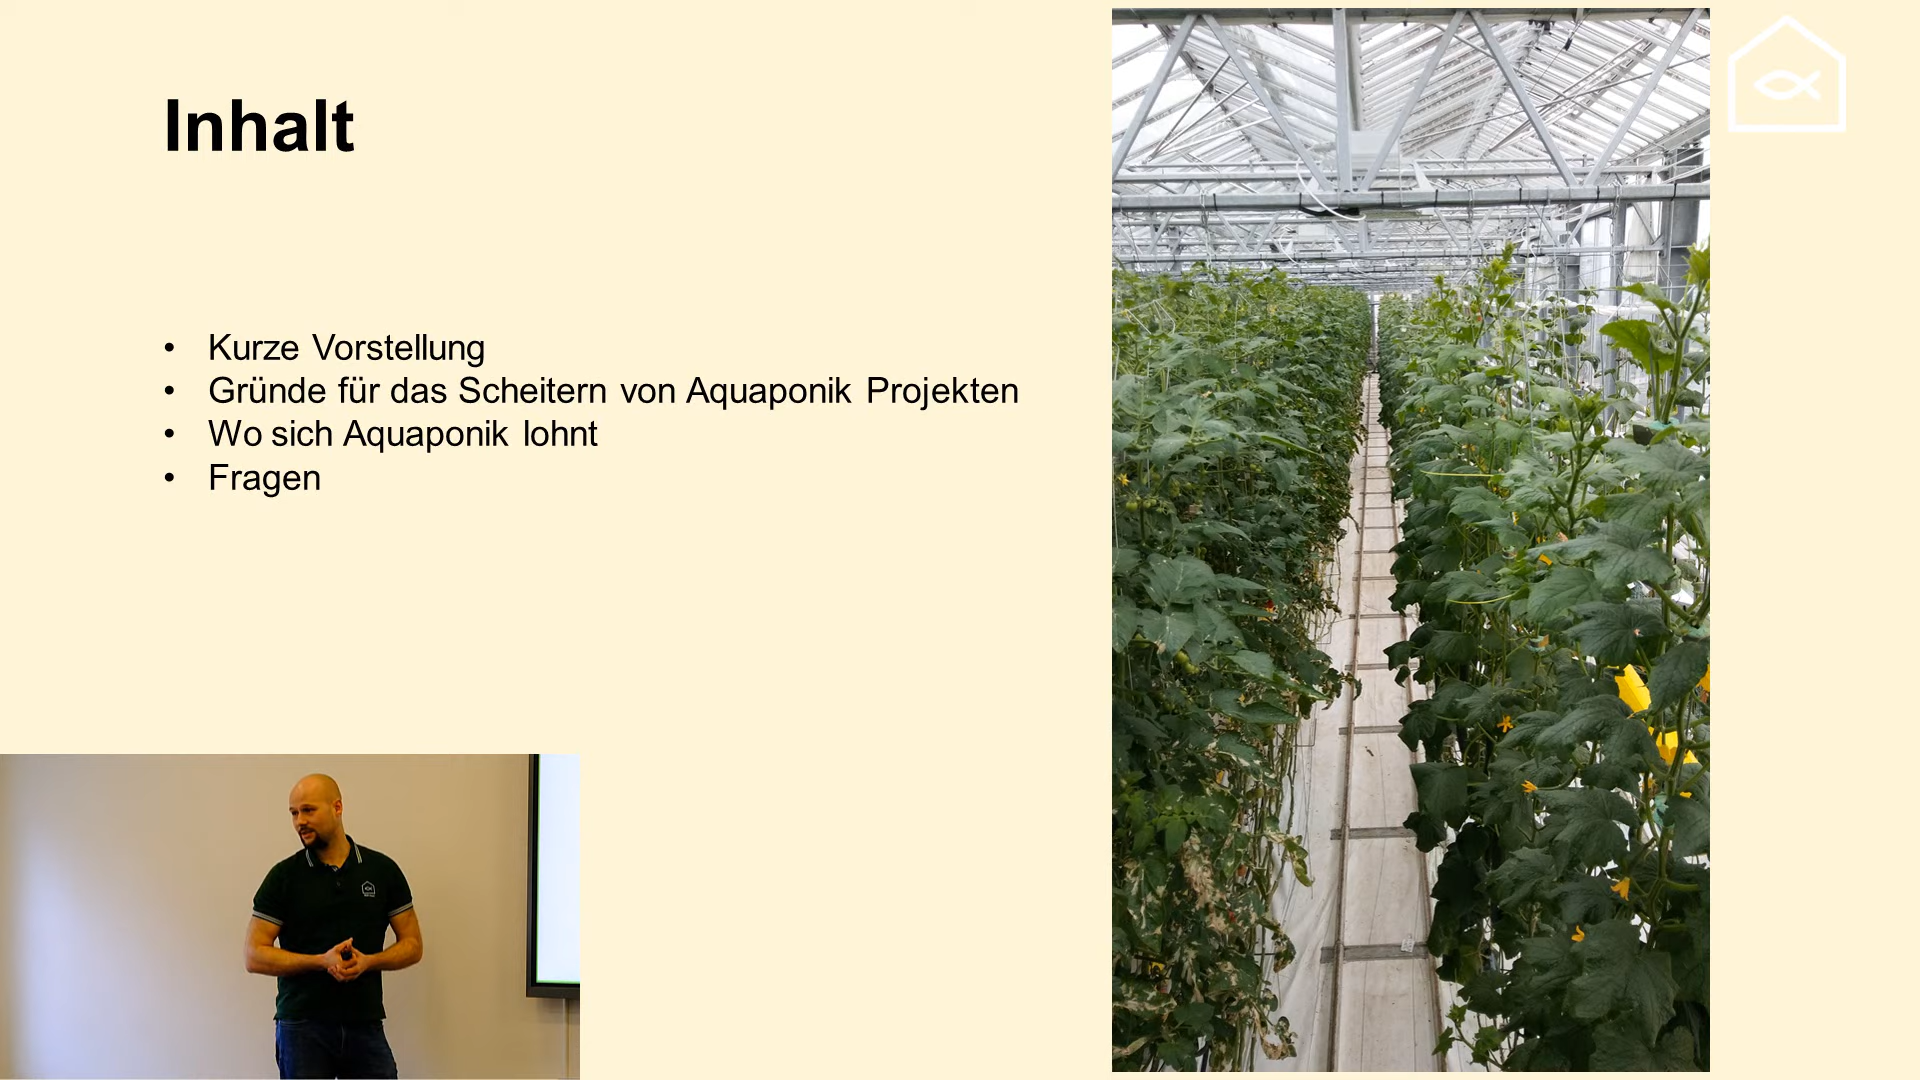 Inhalt
• Kurze Vorstellung
• Gründe für das Scheitern von Aquaponik Projekten
• Wo sich Aquaponik lohnt
• Fragen